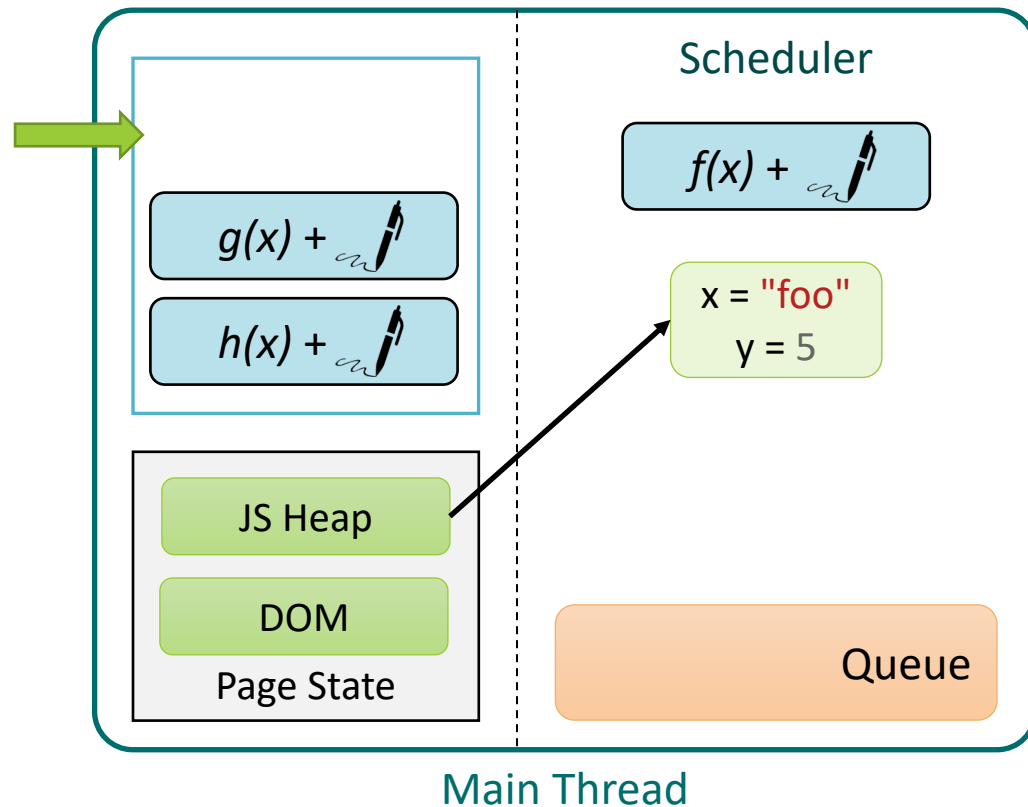 Scheduler
f(x) +
g(x) +
h(x) +
x = "foo"
y = 5
JS Heap
DOM
Page State
Queue
Main Thread